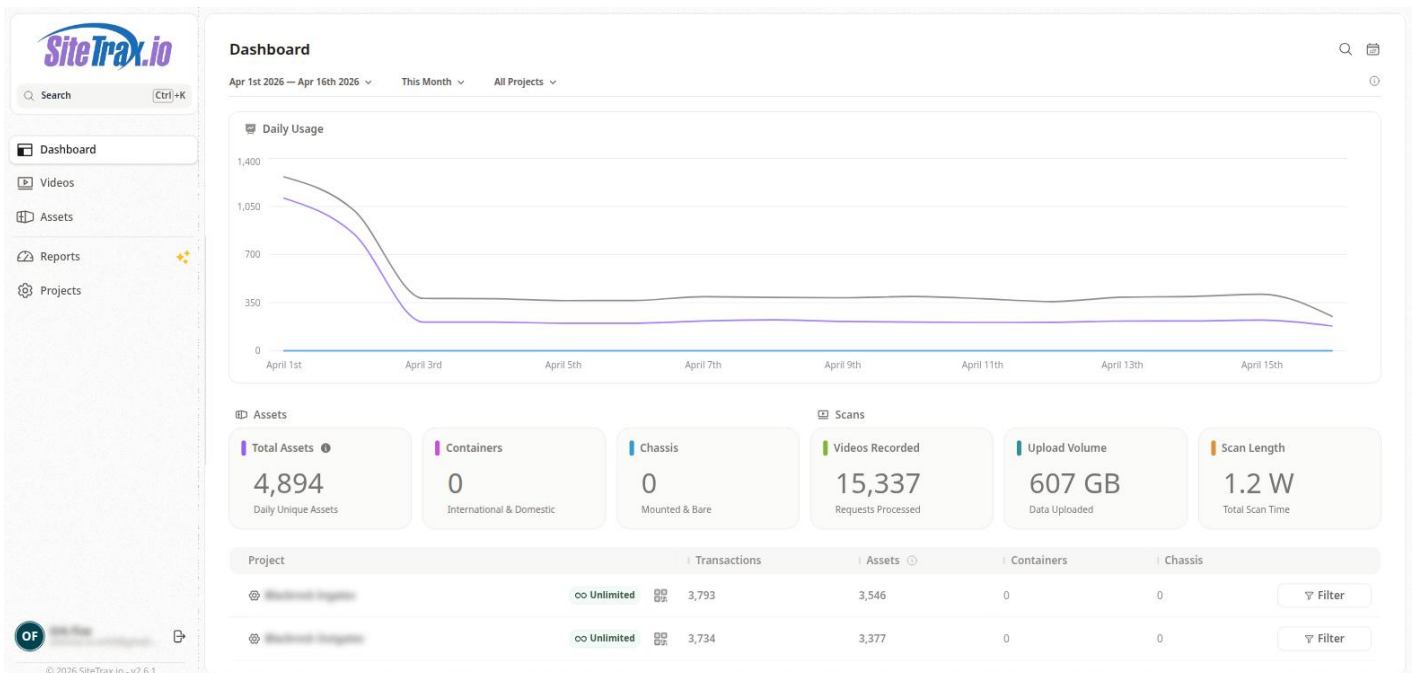 SiteTrax.io
Search Ctrl+K
Dashboard
Videos
Assets
Reports
Projects
OF
© 2026 SiteTrax.io - v2.6.1
Dashboard
Apr 1st 2026 — Apr 16th 2026 This Month All Projects
Daily Usage
1,400
1,050
700
350
0
April 1st April 3rd April 5th April 7th April 9th April 11th April 13th April 15th
Assets
Total Assets
4,894
Daily Unique Assets
Containers
0
International & Domestic
Chassis
0
Mounted & Bare
Scans
Videos Recorded
15,337
Requests Processed
Upload Volume
607 GB
Data Uploaded
Scan Length
1.2 W
Total Scan Time
Project Transactions Assets Containers Chassis
Unlimited 3,793 3,546 0 0 Filter
Unlimited 3,734 3,377 0 0 Filter